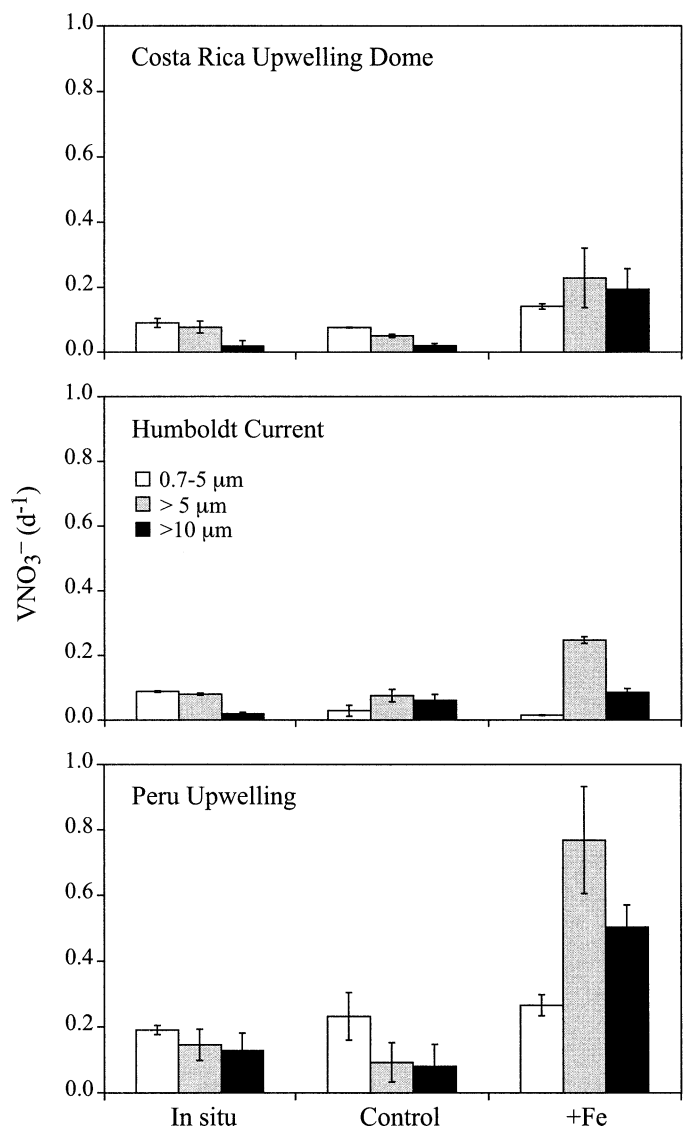 1.0
Costa Rica Upwelling Dome
0.8
0.6
0.4
0.2
0.0
1.0
Humboldt Current
0.8
0.7-5 µm
> 5 µm
>10 µm
0.6
VNO₃⁻ (d⁻¹)
0.4
0.2
0.0
1.0
Peru Upwelling
0.8
0.6
0.4
0.2
0.0
In situ Control +Fe